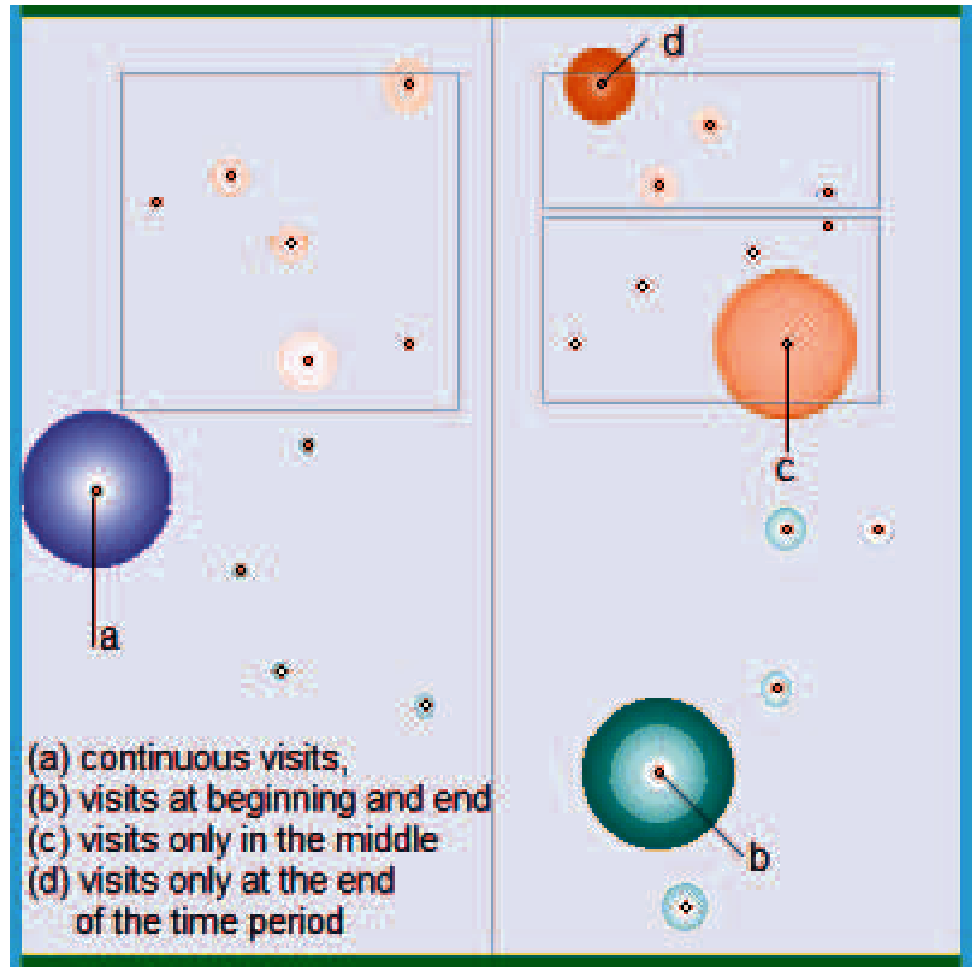 d
c
a
b
(a) continuous visits,
(b) visits at beginning and end
(c) visits only in the middle
(d) visits only at the end
of the time period